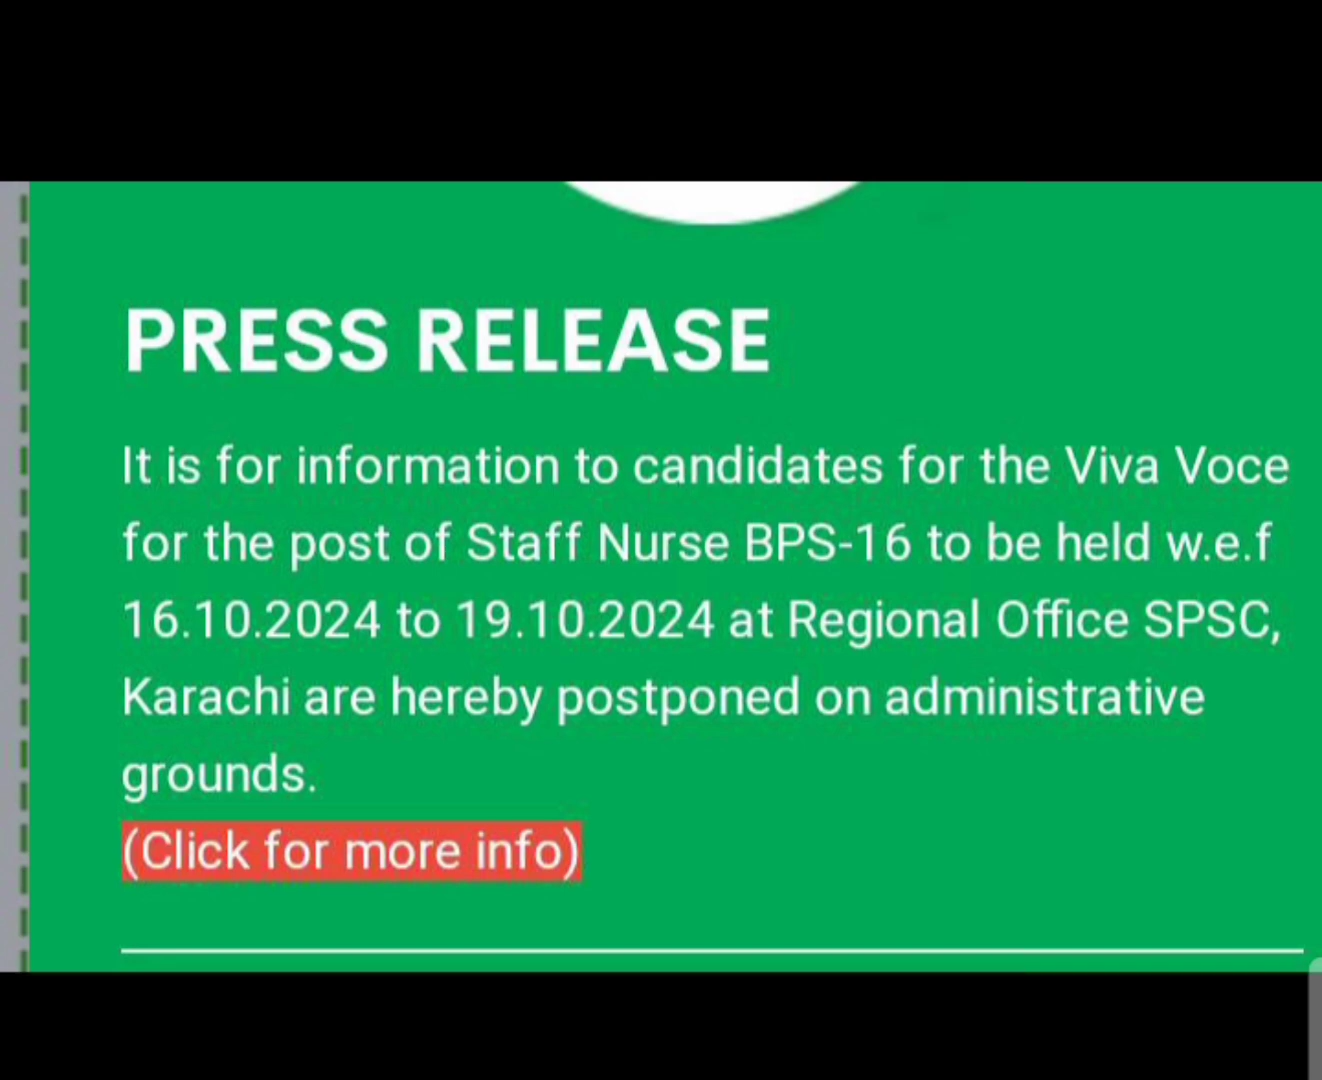 PRESS RELEASE
It is for information to candidates for the Viva Voce
for the post of Staff Nurse BPS-16 to be held w.e.f
16.10.2024 to 19.10.2024 at Regional Office SPSC,
Karachi are hereby postponed on administrative
grounds.
(Click for more info)